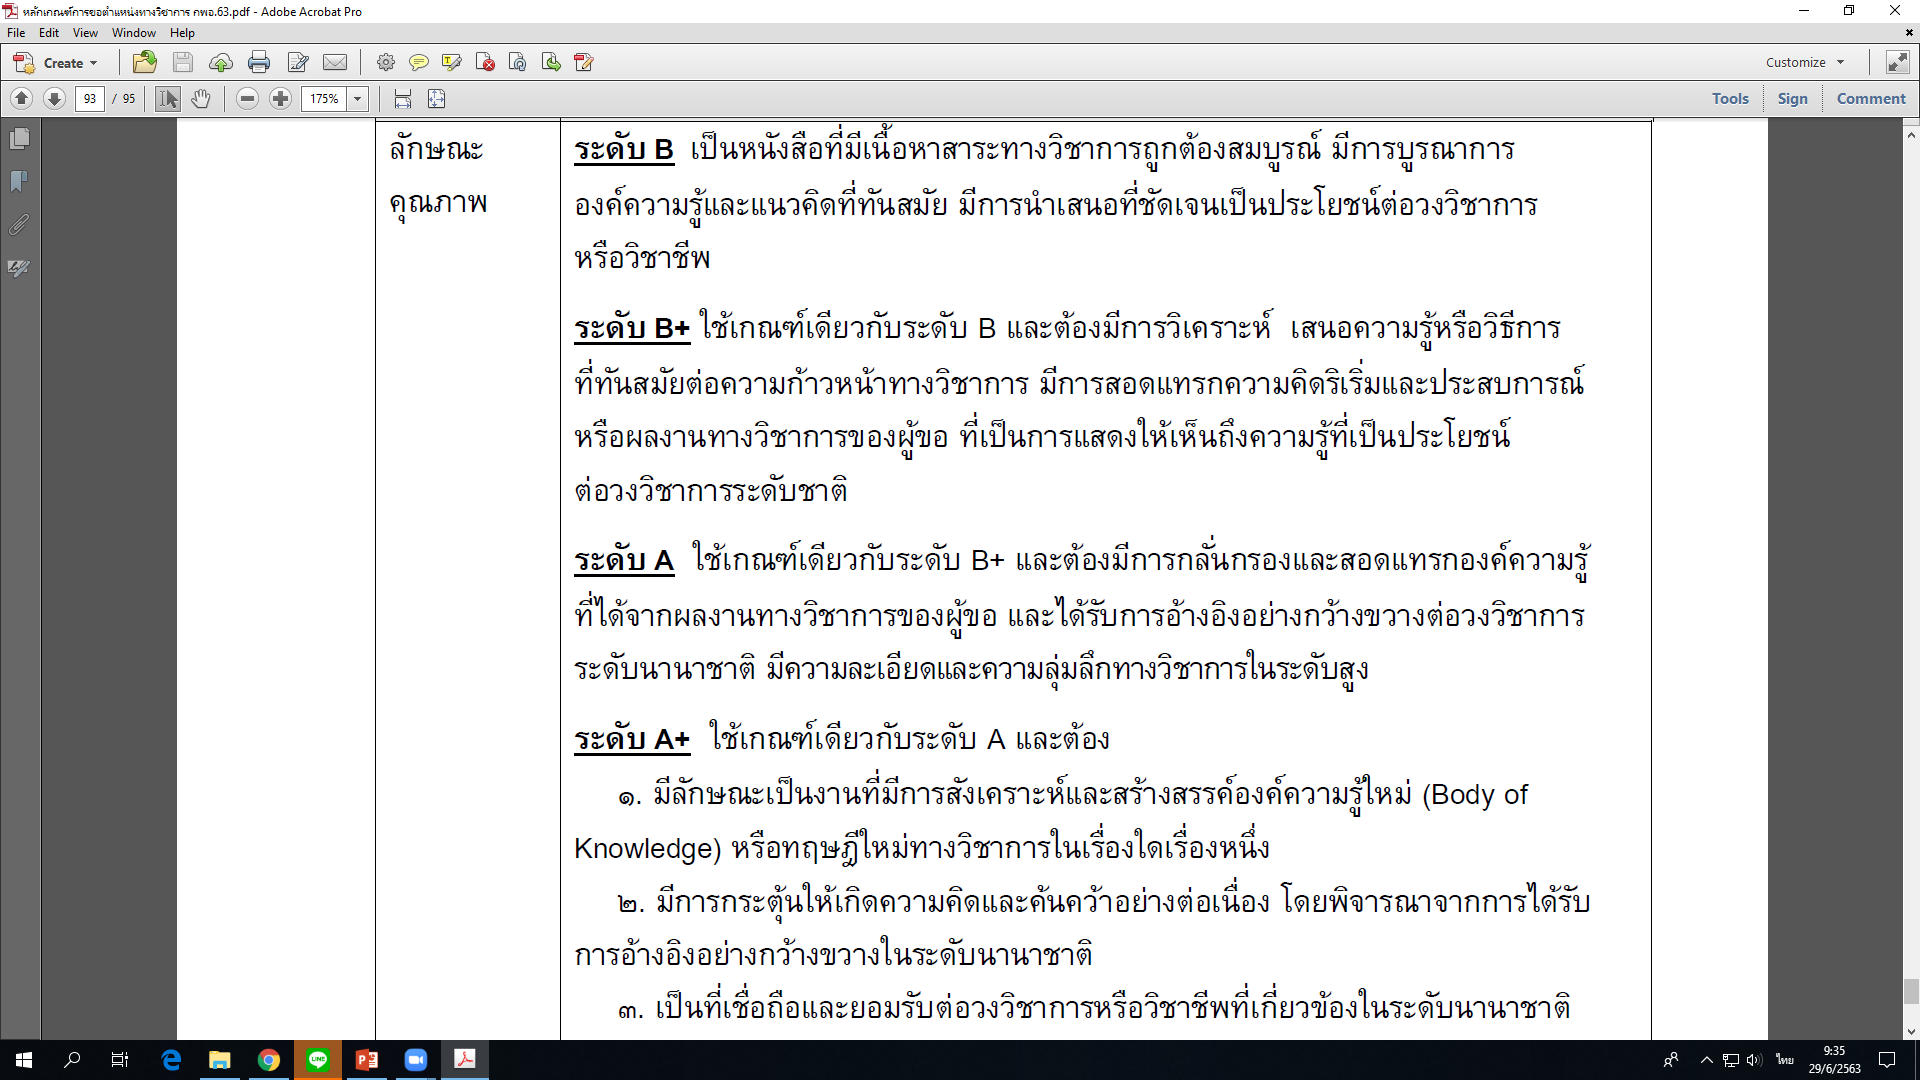 หลักเกณฑ์การขอตำแหน่งทางวิชาการ กพอ.63.pdf - Adobe Acrobat Pro
File Edit View Window Help
Create
Customize
93 / 95
175%
Tools Sign Comment
ลักษณะ
คุณภาพ
ระดับ B เป็นหนังสือที่มีเนื้อหาสาระทางวิชาการถูกต้องสมบูรณ์ มีการบูรณาการ
องค์ความรู้และแนวคิดที่ทันสมัย มีการนำเสนอที่ชัดเจนเป็นประโยชน์ต่อวงวิชาการ
หรือวิชาชีพ
ระดับ B+ ใช้เกณฑ์เดียวกับระดับ B และต้องมีการวิเคราะห์ เสนอความรู้หรือวิธีการ
ที่ทันสมัยต่อความก้าวหน้าทางวิชาการ มีการสอดแทรกความคิดริเริ่มและประสบการณ์
หรือผลงานทางวิชาการของผู้ขอ ที่เป็นการแสดงให้เห็นถึงความรู้ที่เป็นประโยชน์
ต่อวงวิชาการระดับชาติ
ระดับ A ใช้เกณฑ์เดียวกับระดับ B+ และต้องมีการกลั่นกรองและสอดแทรกองค์ความรู้
ที่ได้จากผลงานทางวิชาการของผู้ขอ และได้รับการอ้างอิงอย่างกว้างขวางต่อวงวิชาการ
ระดับนานาชาติ มีความละเอียดและความลุ่มลึกทางวิชาการในระดับสูง
ระดับ A+ ใช้เกณฑ์เดียวกับระดับ A และต้อง
๑. มีลักษณะเป็นงานที่มีการสังเคราะห์และสร้างสรรค์องค์ความรู้ใหม่ (Body of
Knowledge) หรือทฤษฎีใหม่ทางวิชาการในเรื่องใดเรื่องหนึ่ง
๒. มีการกระตุ้นให้เกิดความคิดและค้นคว้าอย่างต่อเนื่อง โดยพิจารณาจากการได้รับ
การอ้างอิงอย่างกว้างขวางในระดับนานาชาติ
๓. เป็นที่เชื่อถือและยอมรับต่อวงวิชาการหรือวิชาชีพที่เกี่ยวข้องในระดับนานาชาติ
LINE
ไทย
9:35
29/6/2563